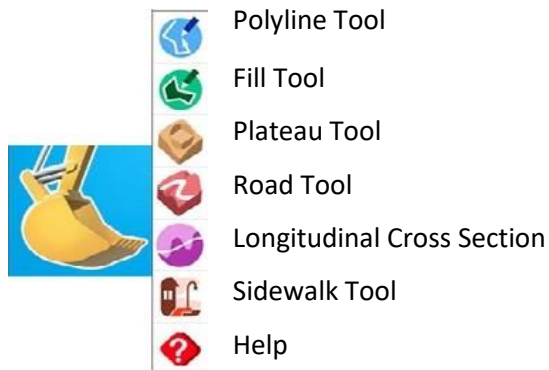 Polyline Tool
Fill Tool
Plateau Tool
Road Tool
Longitudinal Cross Section
Sidewalk Tool
?
Help